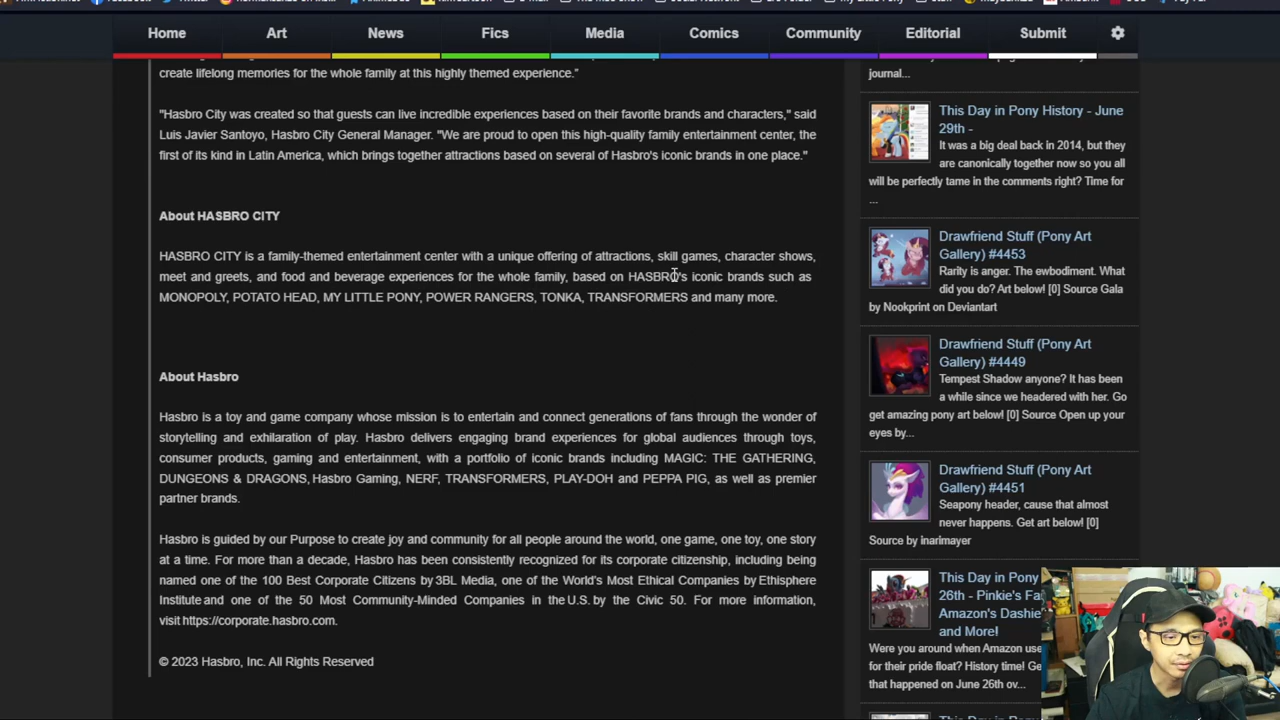 Home Art News Fics Media Comics Community Editorial Submit
create lifelong memories for the whole family at this highly themed experience."
"Hasbro City was created so that guests can live incredible experiences based on their favorite brands and characters," said
Luis Javier Santoyo, Hasbro City General Manager. "We are proud to open this high-quality family entertainment center, the
first of its kind in Latin America, which brings together attractions based on several of Hasbro's iconic brands in one place."
About HASBRO CITY
HASBRO CITY is a family-themed entertainment center with a unique offering of attractions, skill games, character shows,
meet and greets, and food and beverage experiences for the whole family, based on HASBRO's iconic brands such as
MONOPOLY, POTATO HEAD, MY LITTLE PONY, POWER RANGERS, TONKA, TRANSFORMERS and many more.
About Hasbro
Hasbro is a toy and game company whose mission is to entertain and connect generations of fans through the wonder of
storytelling and exhilaration of play. Hasbro delivers engaging brand experiences for global audiences through toys,
consumer products, gaming and entertainment, with a portfolio of iconic brands including MAGIC: THE GATHERING,
DUNGEONS & DRAGONS, Hasbro Gaming, NERF, TRANSFORMERS, PLAY-DOH and PEPPA PIG, as well as premier
partner brands.
Hasbro is guided by our Purpose to create joy and community for all people around the world, one game, one toy, one story
at a time. For more than a decade, Hasbro has been consistently recognized for its corporate citizenship, including being
named one of the 100 Best Corporate Citizens by 3BL Media, one of the World's Most Ethical Companies by Ethisphere
Institute and one of the 50 Most Community-Minded Companies in the U.S. by the Civic 50. For more information,
visit https://corporate.hasbro.com.
© 2023 Hasbro, Inc. All Rights Reserved
journal...
This Day in Pony History - June
29th -
It was a big deal back in 2014, but they
are canonically together now so you all
will be perfectly tame in the comments right? Time for
...
Drawfriend Stuff (Pony Art
Gallery) #4453
Rarity is anger. The emdowment. What
did you do? Art below! [0] Source Gala
by Nookprint on Deviantart
Drawfriend Stuff (Pony Art
Gallery) #4449
Tempest Shadow anyone? It has been
a while since we headered with her. Go
get amazing pony art below! [0] Source Open up your
eyes by...
Drawfriend Stuff (Pony Art
Gallery) #4451
Seapony header, cause that almost
never happens. Get art below! [0]
Source by inarimayer
This Day in Pony
26th - Pinkie's Fa
Amazon's Dashie
and More!
Were you around when Amazon use
for their pride float? History time! Ge
that happened on June 26th ov...
This Day in Pony